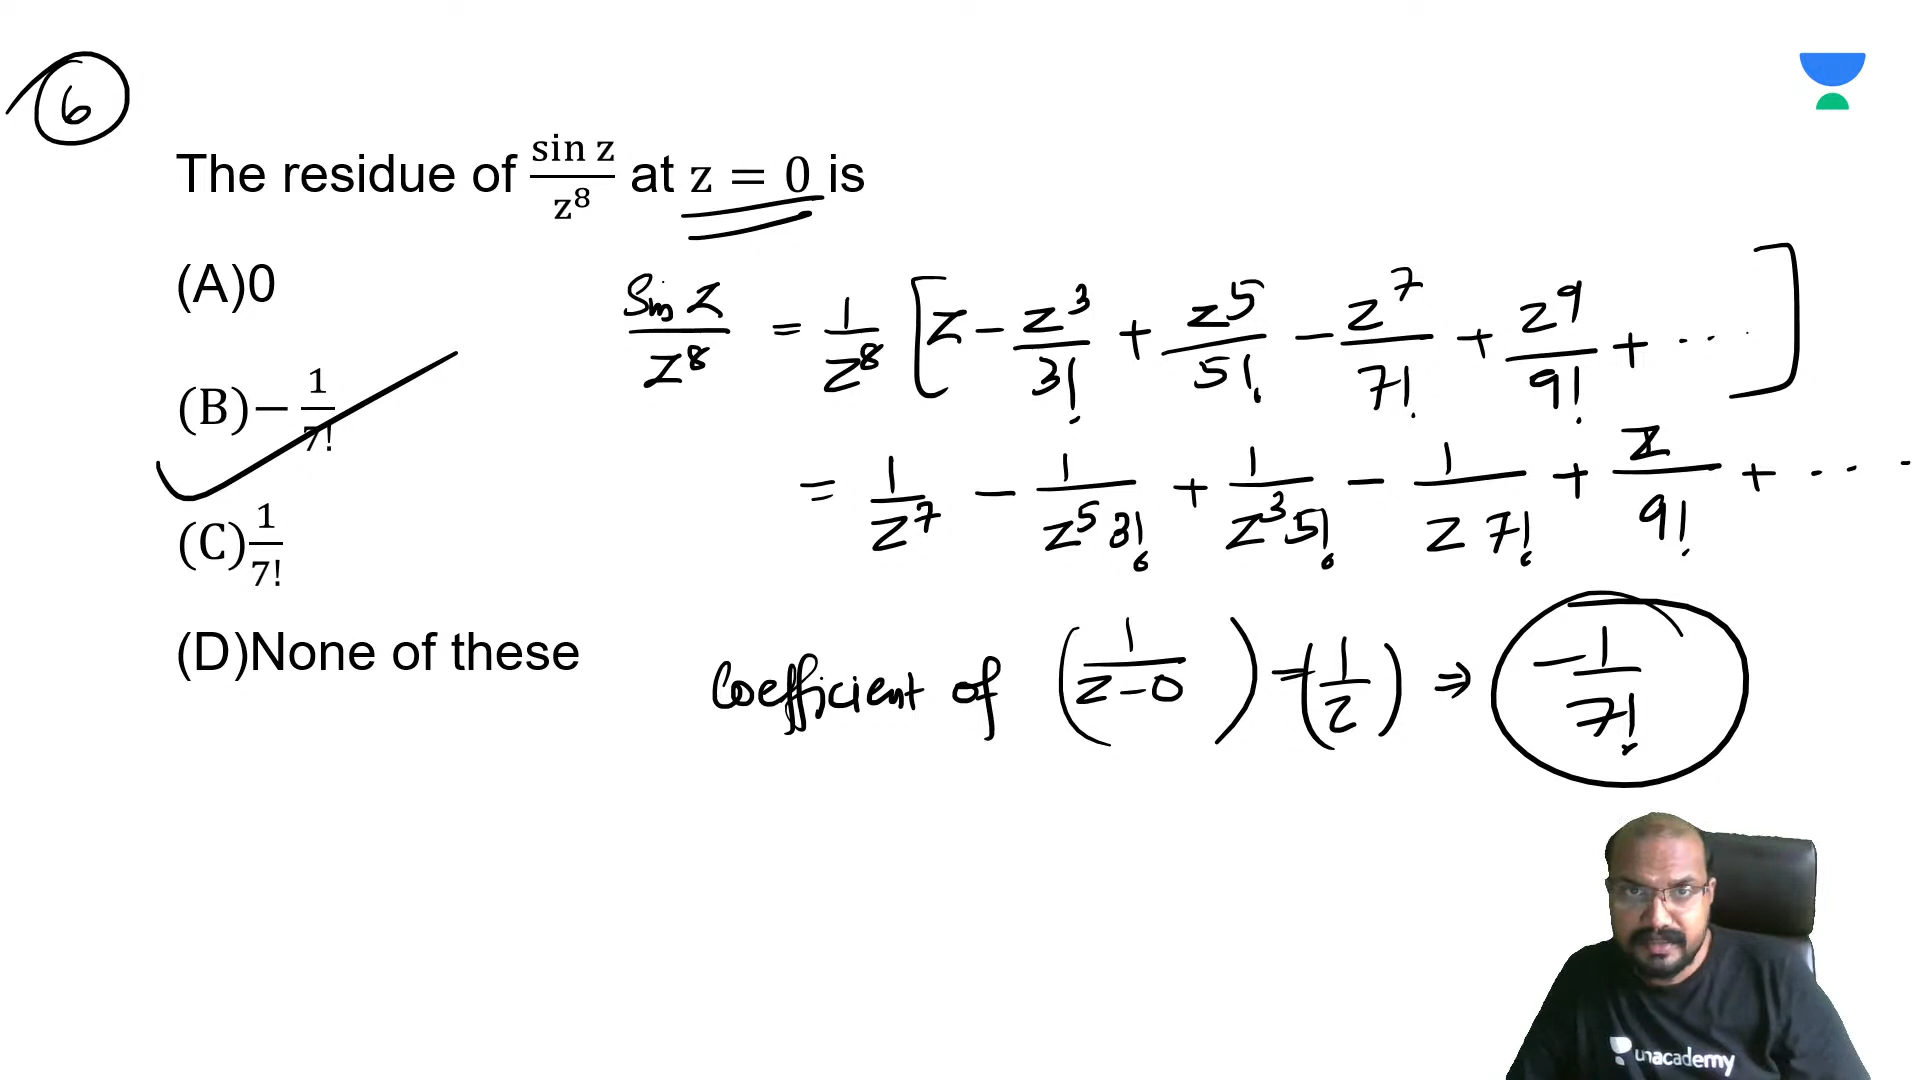 6
The residue of sin z / z⁸ at z = 0 is
(A)0
Sin z / z⁸ = 1/z⁸ [z − z³/3! + z⁵/5! − z⁷/7! + z⁹/9! + ...]
(B)− 1/7!
= 1/z⁷ − 1/z⁵3! + 1/z³5! − 1/z7! + z/9! + ....
(C) 1/7!
(D)None of these
Coefficient of (1/z−0) = (1/z) ⇒ −1/7!
unacademy